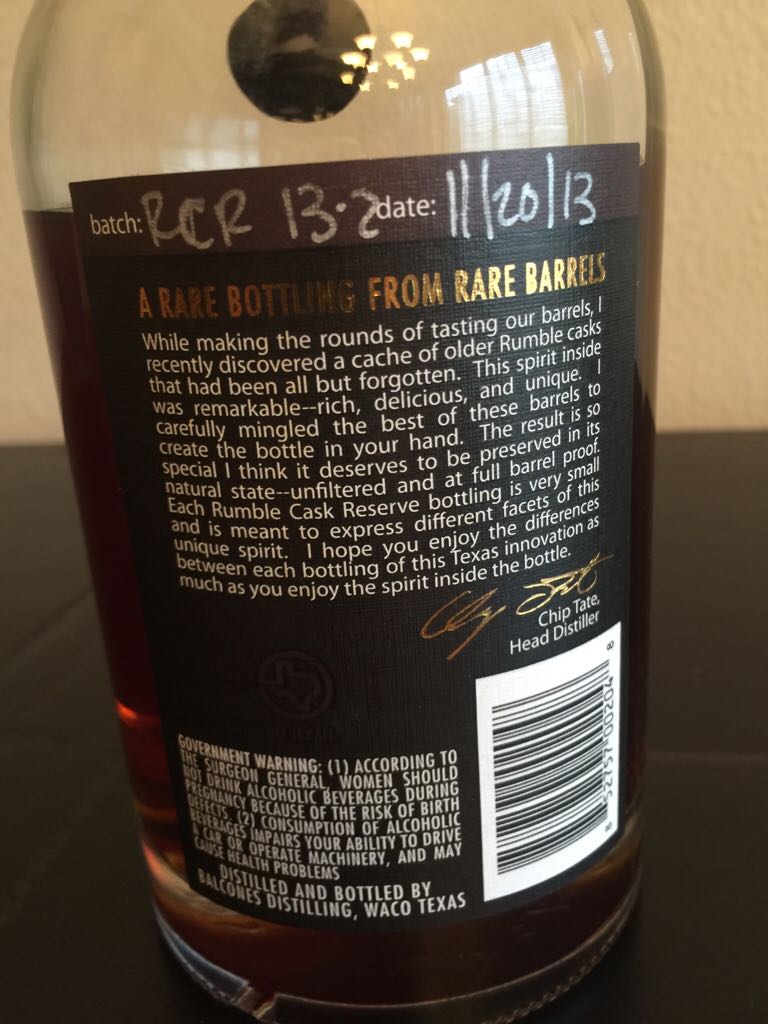 batch: RCR 13-2 date: 11/20/13
A RARE BOTTLING FROM RARE BARRELS
While making the rounds of tasting our barrels, I
recently discovered a cache of older Rumble casks
that had been all but forgotten. This spirit inside
was remarkable--rich, delicious, and unique. I
carefully mingled the best of these barrels to
create the bottle in your hand. The result is so
special I think it deserves to be preserved in its
natural state--unfiltered and at full barrel proof.
Each Rumble Cask Reserve bottling is very small
and is meant to express different facets of this
unique spirit. I hope you enjoy the differences
between each bottling of this Texas innovation as
much as you enjoy the spirit inside the bottle.
Chip Tate,
Head Distiller
GO TEXAN
GOVERNMENT WARNING: (1) ACCORDING TO
THE SURGEON GENERAL, WOMEN SHOULD
NOT DRINK ALCOHOLIC BEVERAGES DURING
PREGNANCY BECAUSE OF THE RISK OF BIRTH
DEFECTS. (2) CONSUMPTION OF ALCOHOLIC
BEVERAGES IMPAIRS YOUR ABILITY TO DRIVE
A CAR OR OPERATE MACHINERY, AND MAY
CAUSE HEALTH PROBLEMS
DISTILLED AND BOTTLED BY
BALCONES DISTILLING, WACO TEXAS
8 52757 00204 8